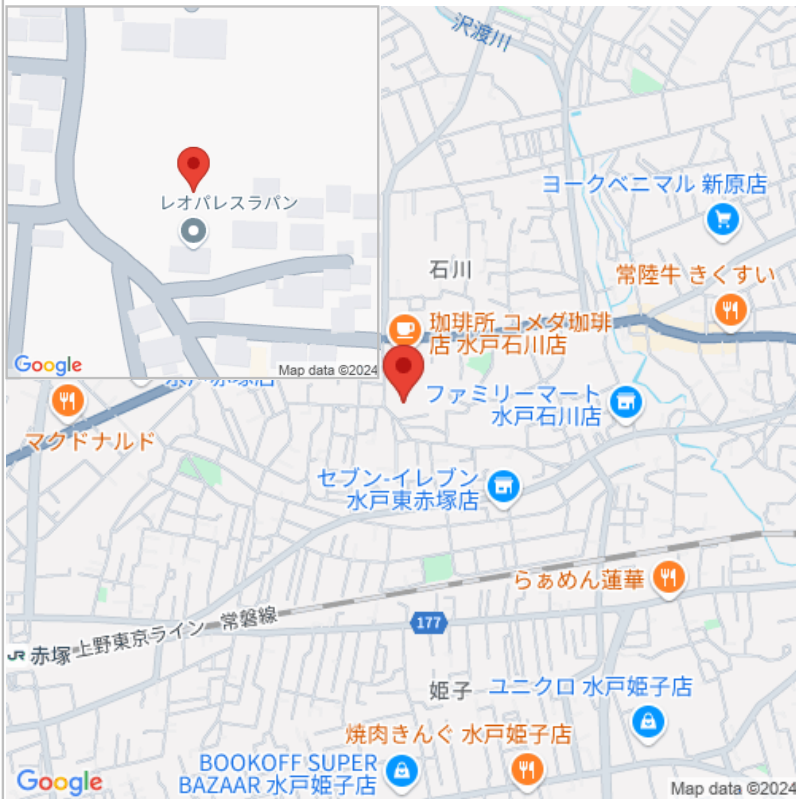 レオパレスラパン
Google
Map data ©2024
沢渡川
ヨークベニマル 新原店
石川
常陸牛 きくすい
珈琲所 コメダ珈琲
店 水戸石川店
水戸赤塚店
ファミリーマート
水戸石川店
マクドナルド
セブン-イレブン
水戸東赤塚店
らぁめん蓮華
177
JR 赤塚
上野東京ライン 常磐線
姫子
ユニクロ 水戸姫子店
焼肉きんぐ 水戸姫子店
BOOKOFF SUPER
BAZAAR 水戸姫子店
Google
Map data ©2024